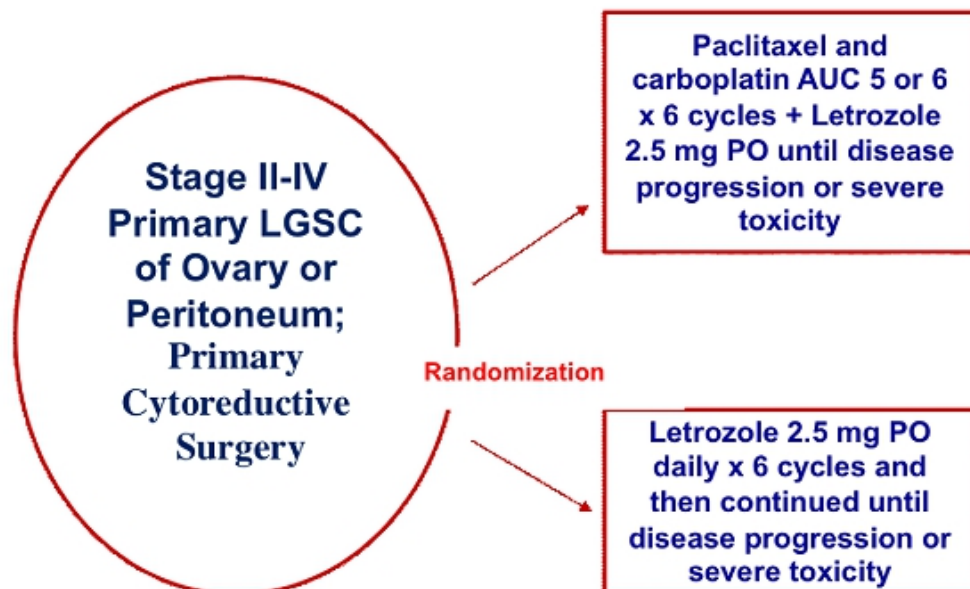 Stage II-IV
Primary LGSC
of Ovary or
Peritoneum;
Primary
Cytoreductive
Surgery
Randomization
Paclitaxel and
carboplatin AUC 5 or 6
x 6 cycles + Letrozole
2.5 mg PO until disease
progression or severe
toxicity
Letrozole 2.5 mg PO
daily x 6 cycles and
then continued until
disease progression or
severe toxicity